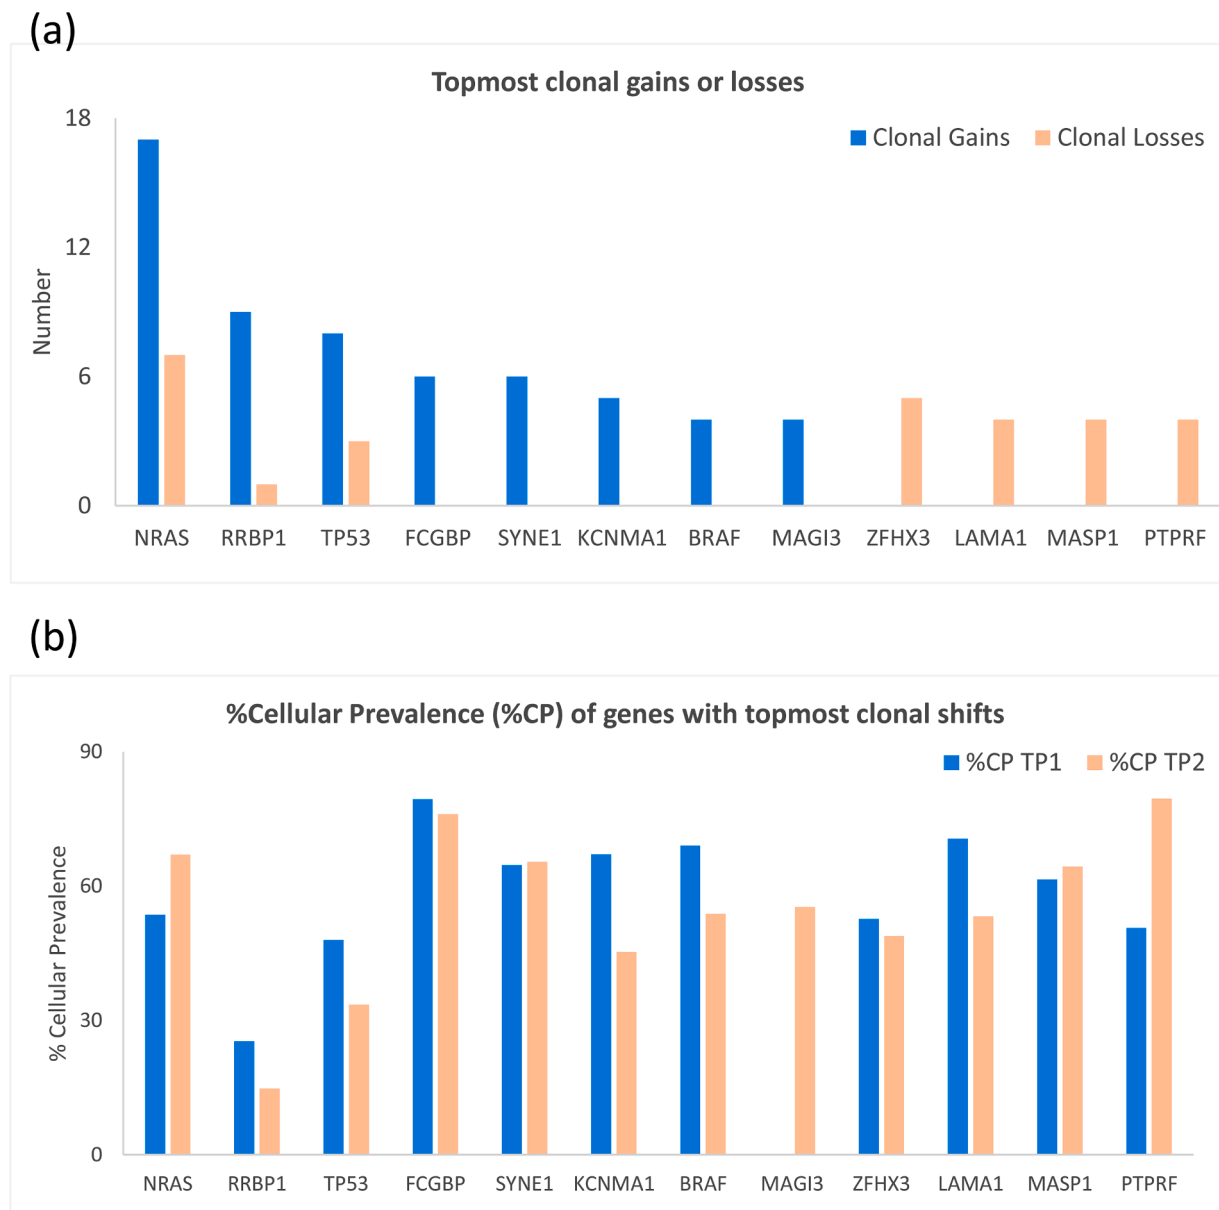 (a)
Topmost clonal gains or losses
Clonal Gains Clonal Losses
18
12
6
0
Number
NRAS RRBP1 TP53 FCGBP SYNE1 KCNMA1 BRAF MAGI3 ZFHX3 LAMA1 MASP1 PTPRF
(b)
%Cellular Prevalence (%CP) of genes with topmost clonal shifts
%CP TP1 %CP TP2
90
60
30
0
% Cellular Prevalence
NRAS RRBP1 TP53 FCGBP SYNE1 KCNMA1 BRAF MAGI3 ZFHX3 LAMA1 MASP1 PTPRF